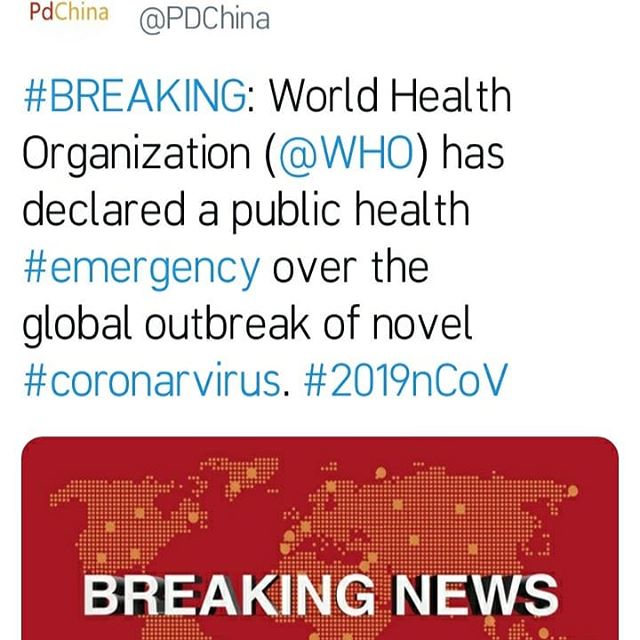 PdChina @PDChina
#BREAKING: World Health
Organization (@WHO) has
declared a public health
#emergency over the
global outbreak of novel
#coronarvirus. #2019nCoV
BREAKING NEWS